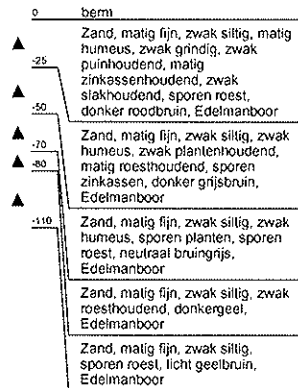 0 berm
Zand, matig fijn, zwak siltig, matig
humeus, zwak grindig, zwak
puinhoudend, matig
zinkassenhoudend, zwak
slakhoudend, sporen roest,
donker roodbruin, Edelmanboor
-25
Zand, matig fijn, zwak siltig, zwak
humeus, zwak plantenhoudend,
matig roesthoudend, sporen
zinkassen, donker grijsbruin,
Edelmanboor
-50
Zand, matig fijn, zwak siltig, zwak
humeus, sporen planten, sporen
roest, neutraal bruingrijs,
Edelmanboor
-70
Zand, matig fijn, zwak siltig, zwak
roesthoudend, donkergeel,
Edelmanboor
-80
Zand, matig fijn, zwak siltig,
sporen roest, licht geelbruin,
Edelmanboor
-110